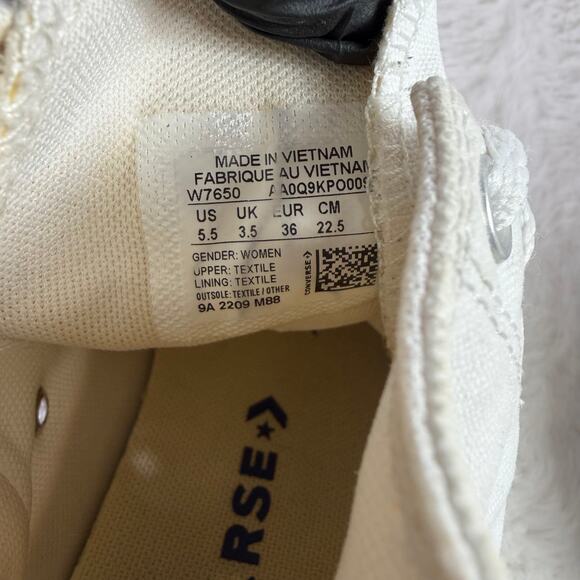 MADE IN VIETNAM
FABRIQUE AU VIETNAM
W7650 AA0Q9KPO009
US UK EUR CM
5.5 3.5 36 22.5
GENDER: WOMEN
UPPER: TEXTILE
LINING: TEXTILE
OUTSOLE: TEXTILE / OTHER
9A 2209 M88
CONVERSE
RSE